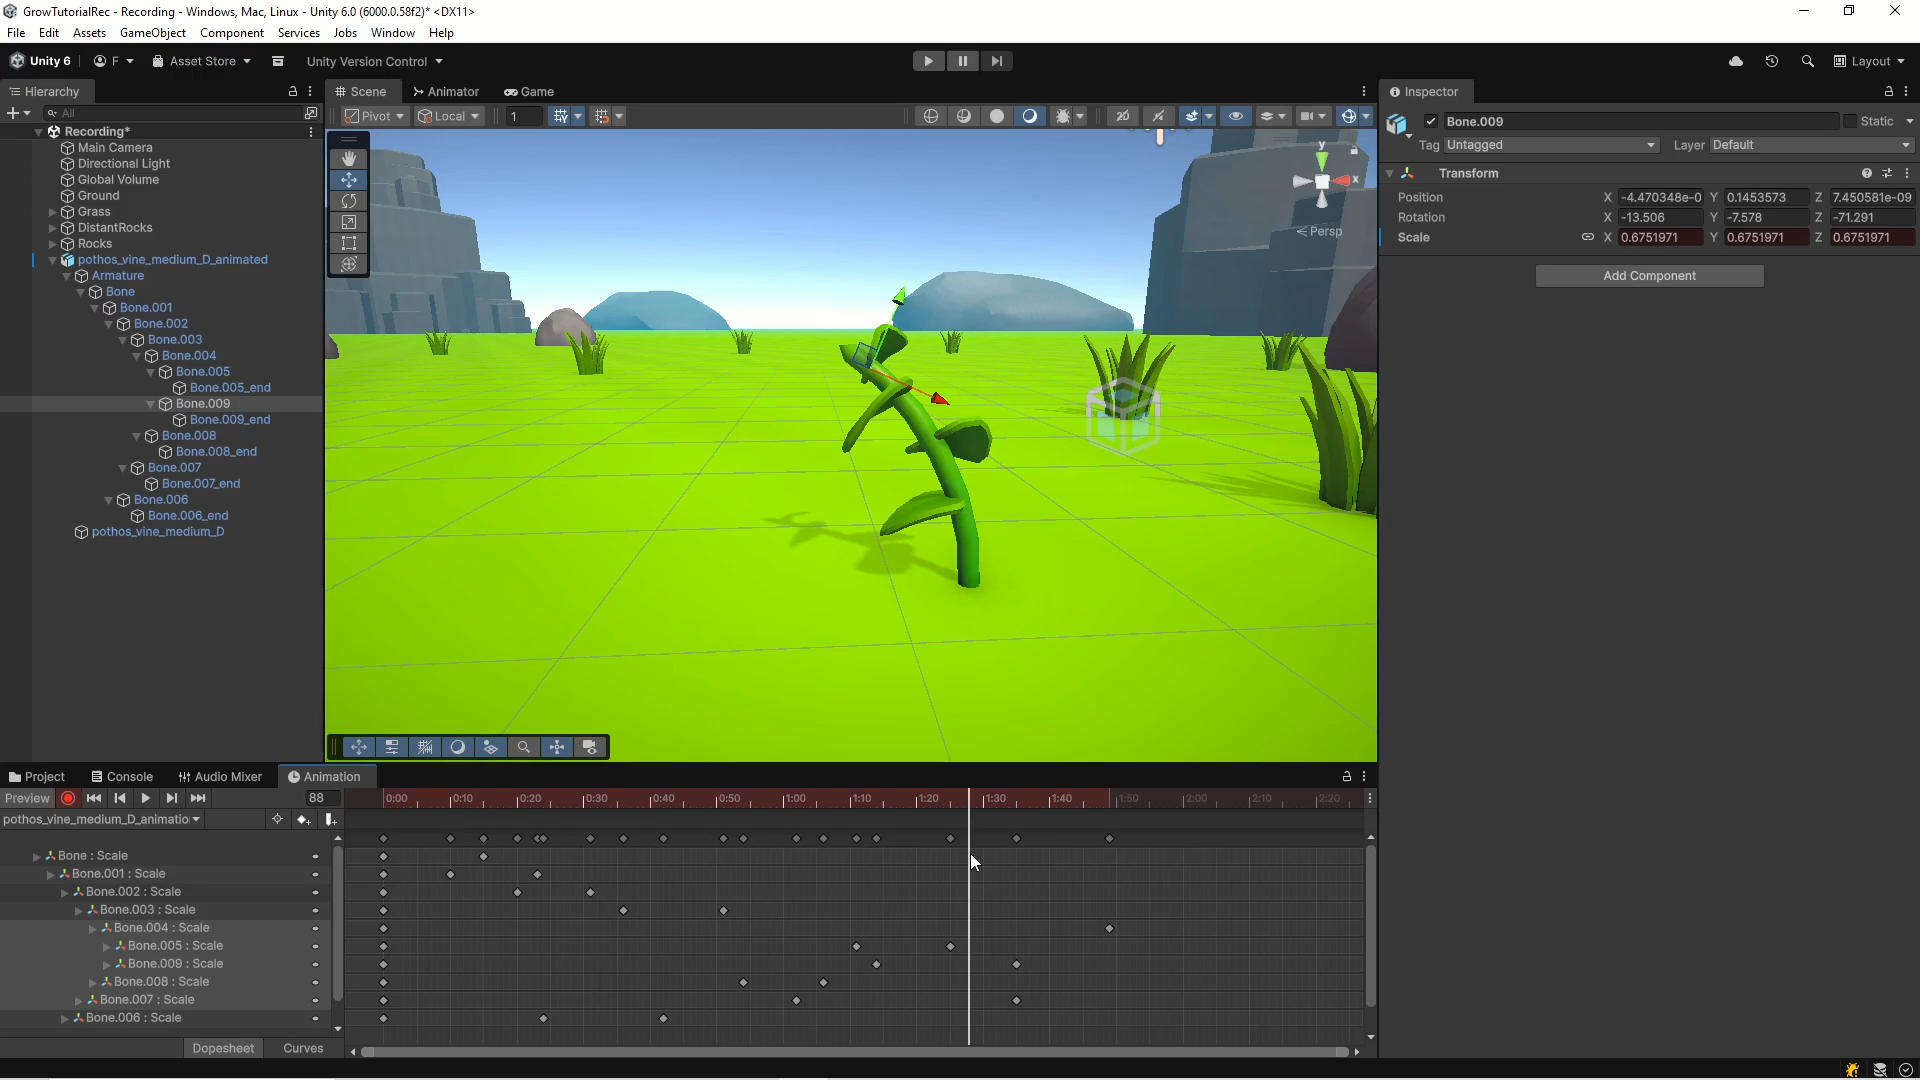 GrowTutorialRec - Recording - Windows, Mac, Linux - Unity 6.0 (6000.0.58f2)* <DX11>
File Edit Assets GameObject Component Services Jobs Window Help
Unity 6 F Asset Store Unity Version Control Layout
Hierarchy Scene Animator Game Inspector
All Pivot Local 1 2D
Bone.009 Static
Tag Untagged Layer Default
Transform
Position X -4.470348e-0 Y 0.1453573 Z 7.450581e-09
Rotation X -13.506 Y -7.578 Z -71.291
Scale X 0.6751971 Y 0.6751971 Z 0.6751971
Add Component
Recording*
Main Camera
Directional Light
Global Volume
Ground
Grass
DistantRocks
Rocks
pothos_vine_medium_D_animated
Armature
Bone
Bone.001
Bone.002
Bone.003
Bone.004
Bone.005
Bone.005_end
Bone.009
Bone.009_end
Bone.008
Bone.008_end
Bone.007
Bone.007_end
Bone.006
Bone.006_end
pothos_vine_medium_D
y
x
Persp
Project Console Audio Mixer Animation
Preview 88 0:00 0:10 0:20 0:30 0:40 0:50 1:00 1:10 1:20 1:30 1:40 1:50 2:00 2:10 2:20
pothos_vine_medium_D_animatio
Bone : Scale
Bone.001 : Scale
Bone.002 : Scale
Bone.003 : Scale
Bone.004 : Scale
Bone.005 : Scale
Bone.009 : Scale
Bone.008 : Scale
Bone.007 : Scale
Bone.006 : Scale
Dopesheet Curves